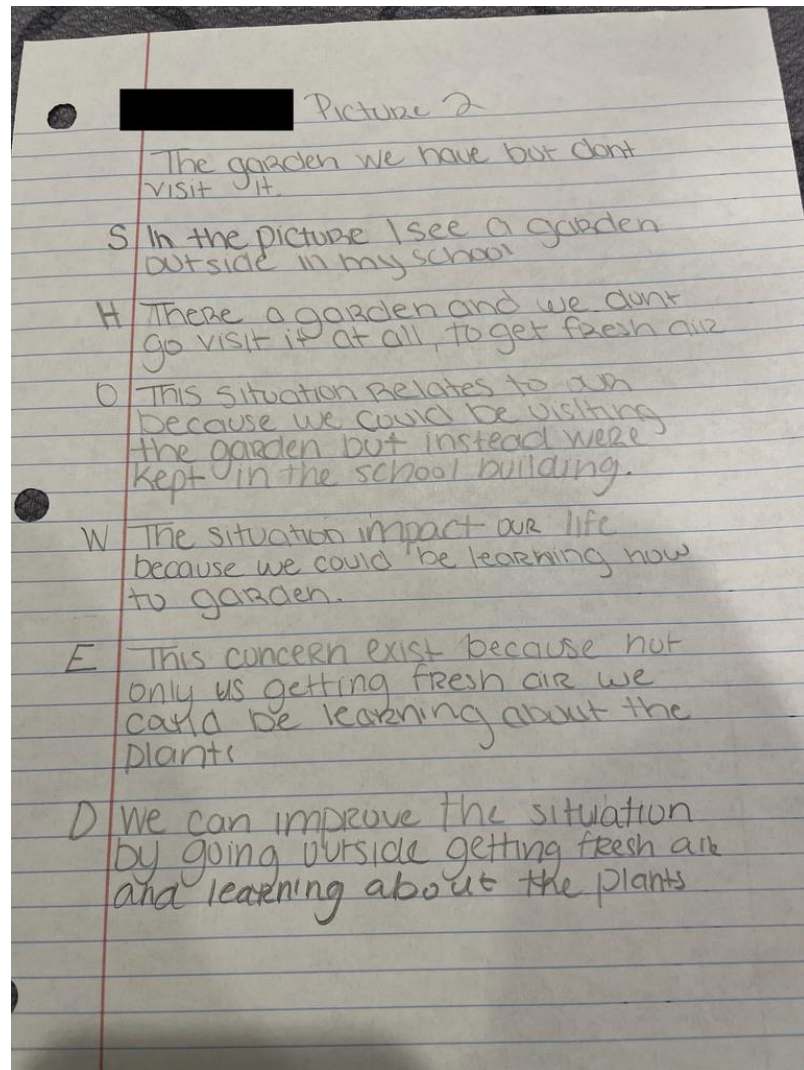 Picture 2
The garden we have but dont
visit it.
S In the picture I see a garden
outside in my school
H There a garden and we dont
go visit it at all, to get fresh air
O This situation relates to our
because we could be visiting
the garden but instead were
kept in the school building.
W The situation impact our life
because we could be learning how
to garden.
E This concern exist because not
only us getting fresh air we
could be learning about the
plants
D We can improve the situation
by going outside getting fresh air
and learning about the plants